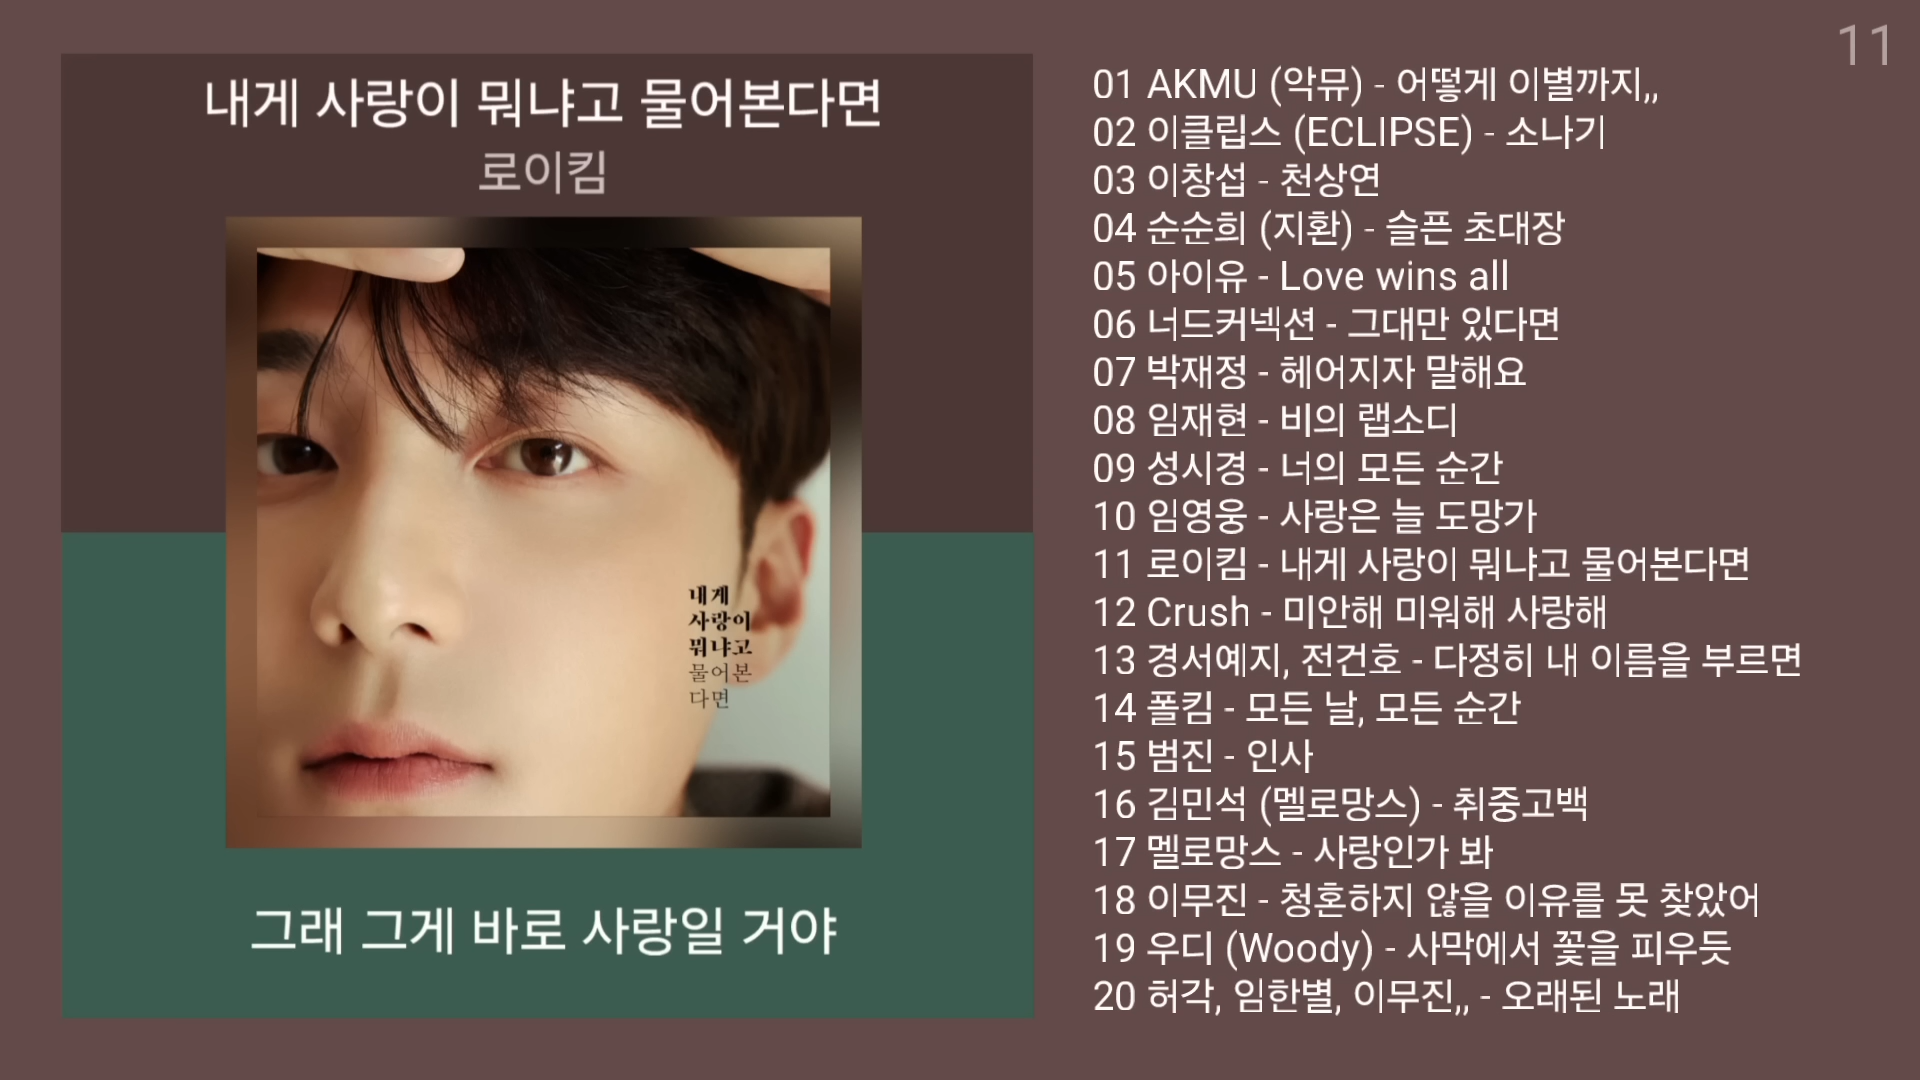 내게 사랑이 뭐냐고 물어본다면
로이킴
내게
사랑이
뭐냐고
물어본
다면
그래 그게 바로 사랑일 거야
11
01 AKMU (악뮤) - 어떻게 이별까지,,
02 이클립스 (ECLIPSE) - 소나기
03 이창섭 - 천상연
04 순순희 (지환) - 슬픈 초대장
05 아이유 - Love wins all
06 너드커넥션 - 그대만 있다면
07 박재정 - 헤어지자 말해요
08 임재현 - 비의 랩소디
09 성시경 - 너의 모든 순간
10 임영웅 - 사랑은 늘 도망가
11 로이킴 - 내게 사랑이 뭐냐고 물어본다면
12 Crush - 미안해 미워해 사랑해
13 경서예지, 전건호 - 다정히 내 이름을 부르면
14 폴킴 - 모든 날, 모든 순간
15 범진 - 인사
16 김민석 (멜로망스) - 취중고백
17 멜로망스 - 사랑인가 봐
18 이무진 - 청혼하지 않을 이유를 못 찾았어
19 우디 (Woody) - 사막에서 꽃을 피우듯
20 허각, 임한별, 이무진,, - 오래된 노래